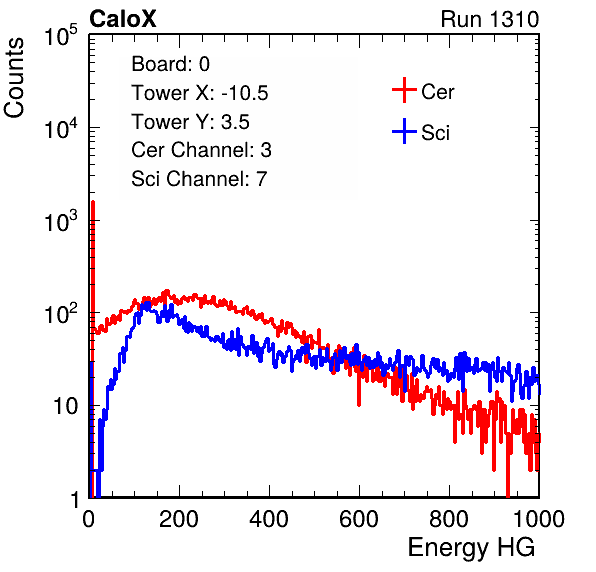 CaloX Run 1310
Counts
Board: 0
Tower X: -10.5
Tower Y: 3.5
Cer Channel: 3
Sci Channel: 7
Cer
Sci
10^5
10^4
10^3
10^2
10
1
0 200 400 600 800 1000
Energy HG